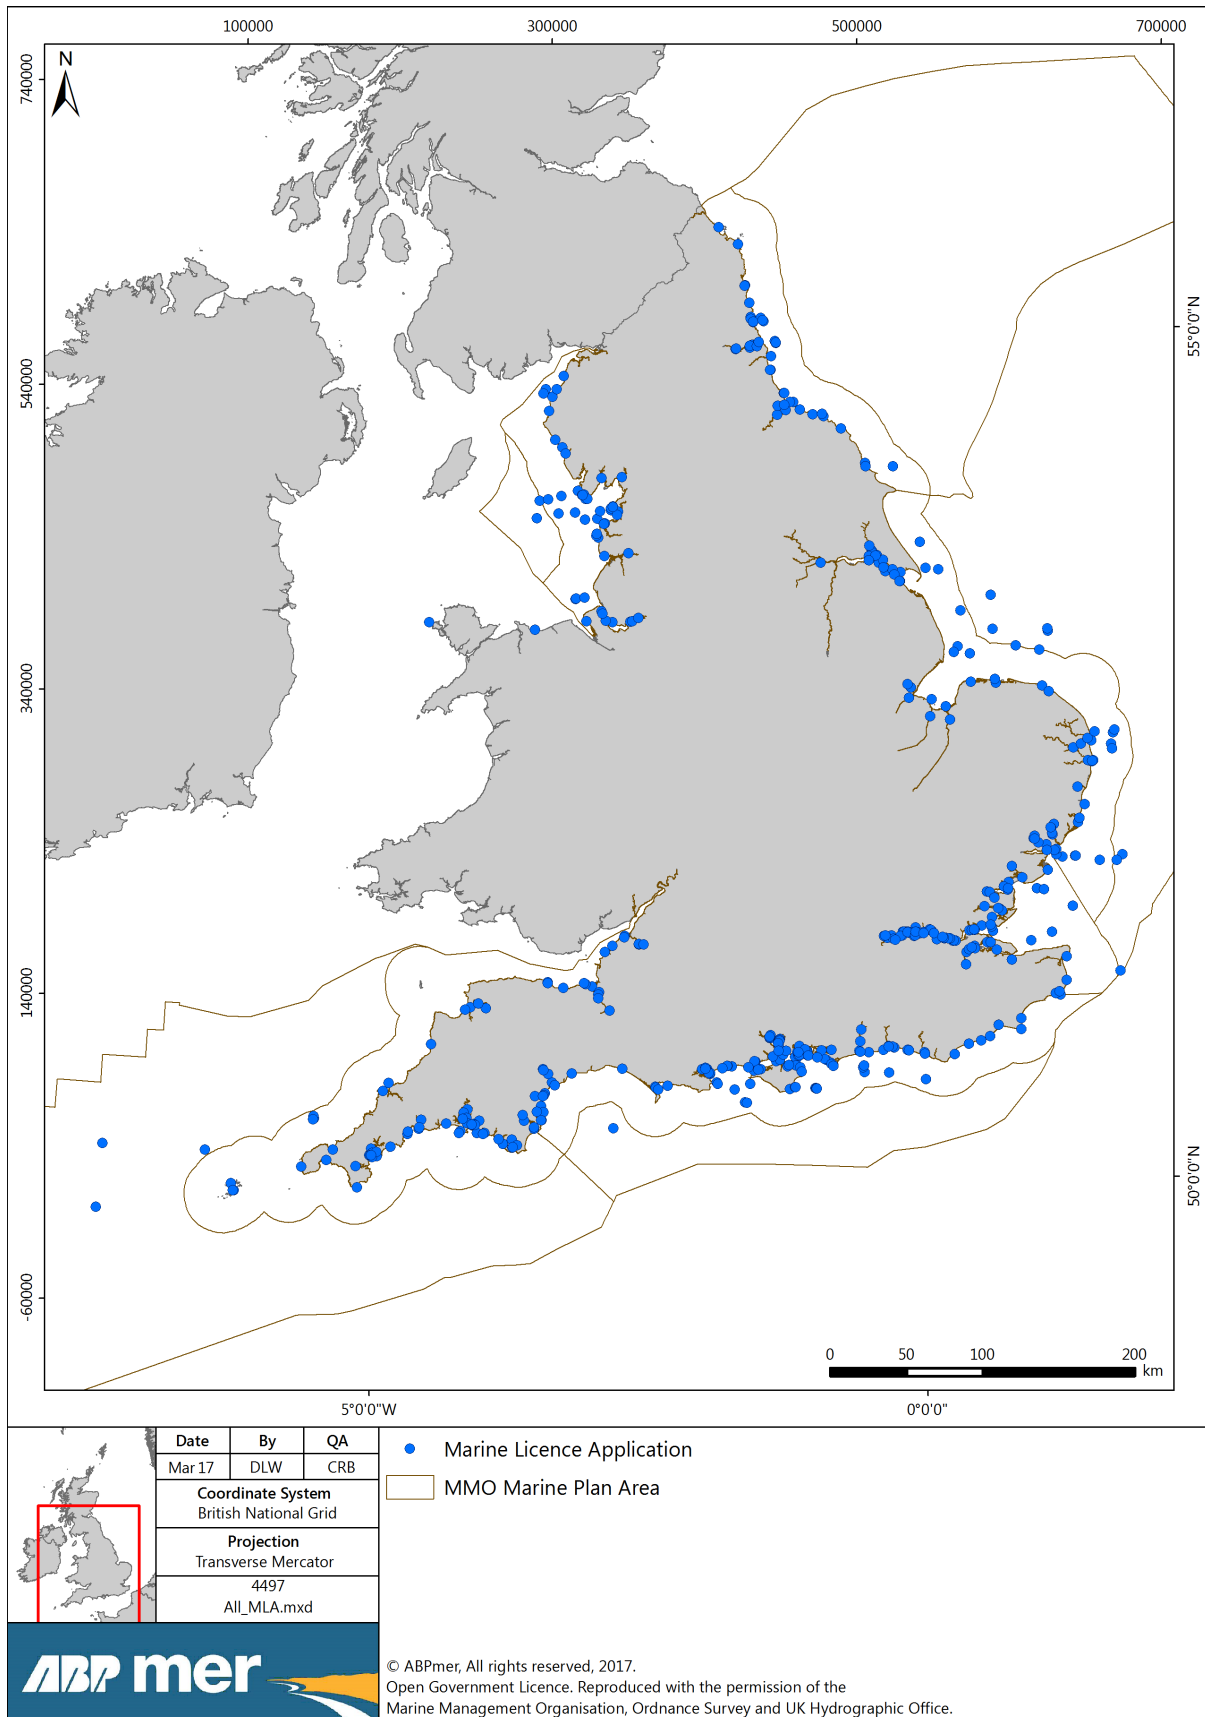 100000 300000 500000 700000
N
740000
540000
340000
140000
-60000
55°0'0"N
50°0'0"N
0 50 100 200
km
5°0'0"W 0°0'0"
Date By QA
Mar 17 DLW CRB
Coordinate System
British National Grid
Projection
Transverse Mercator
4497
All_MLA.mxd
ABP mer
Marine Licence Application
MMO Marine Plan Area
© ABPmer, All rights reserved, 2017.
Open Government Licence. Reproduced with the permission of the
Marine Management Organisation, Ordnance Survey and UK Hydrographic Office.